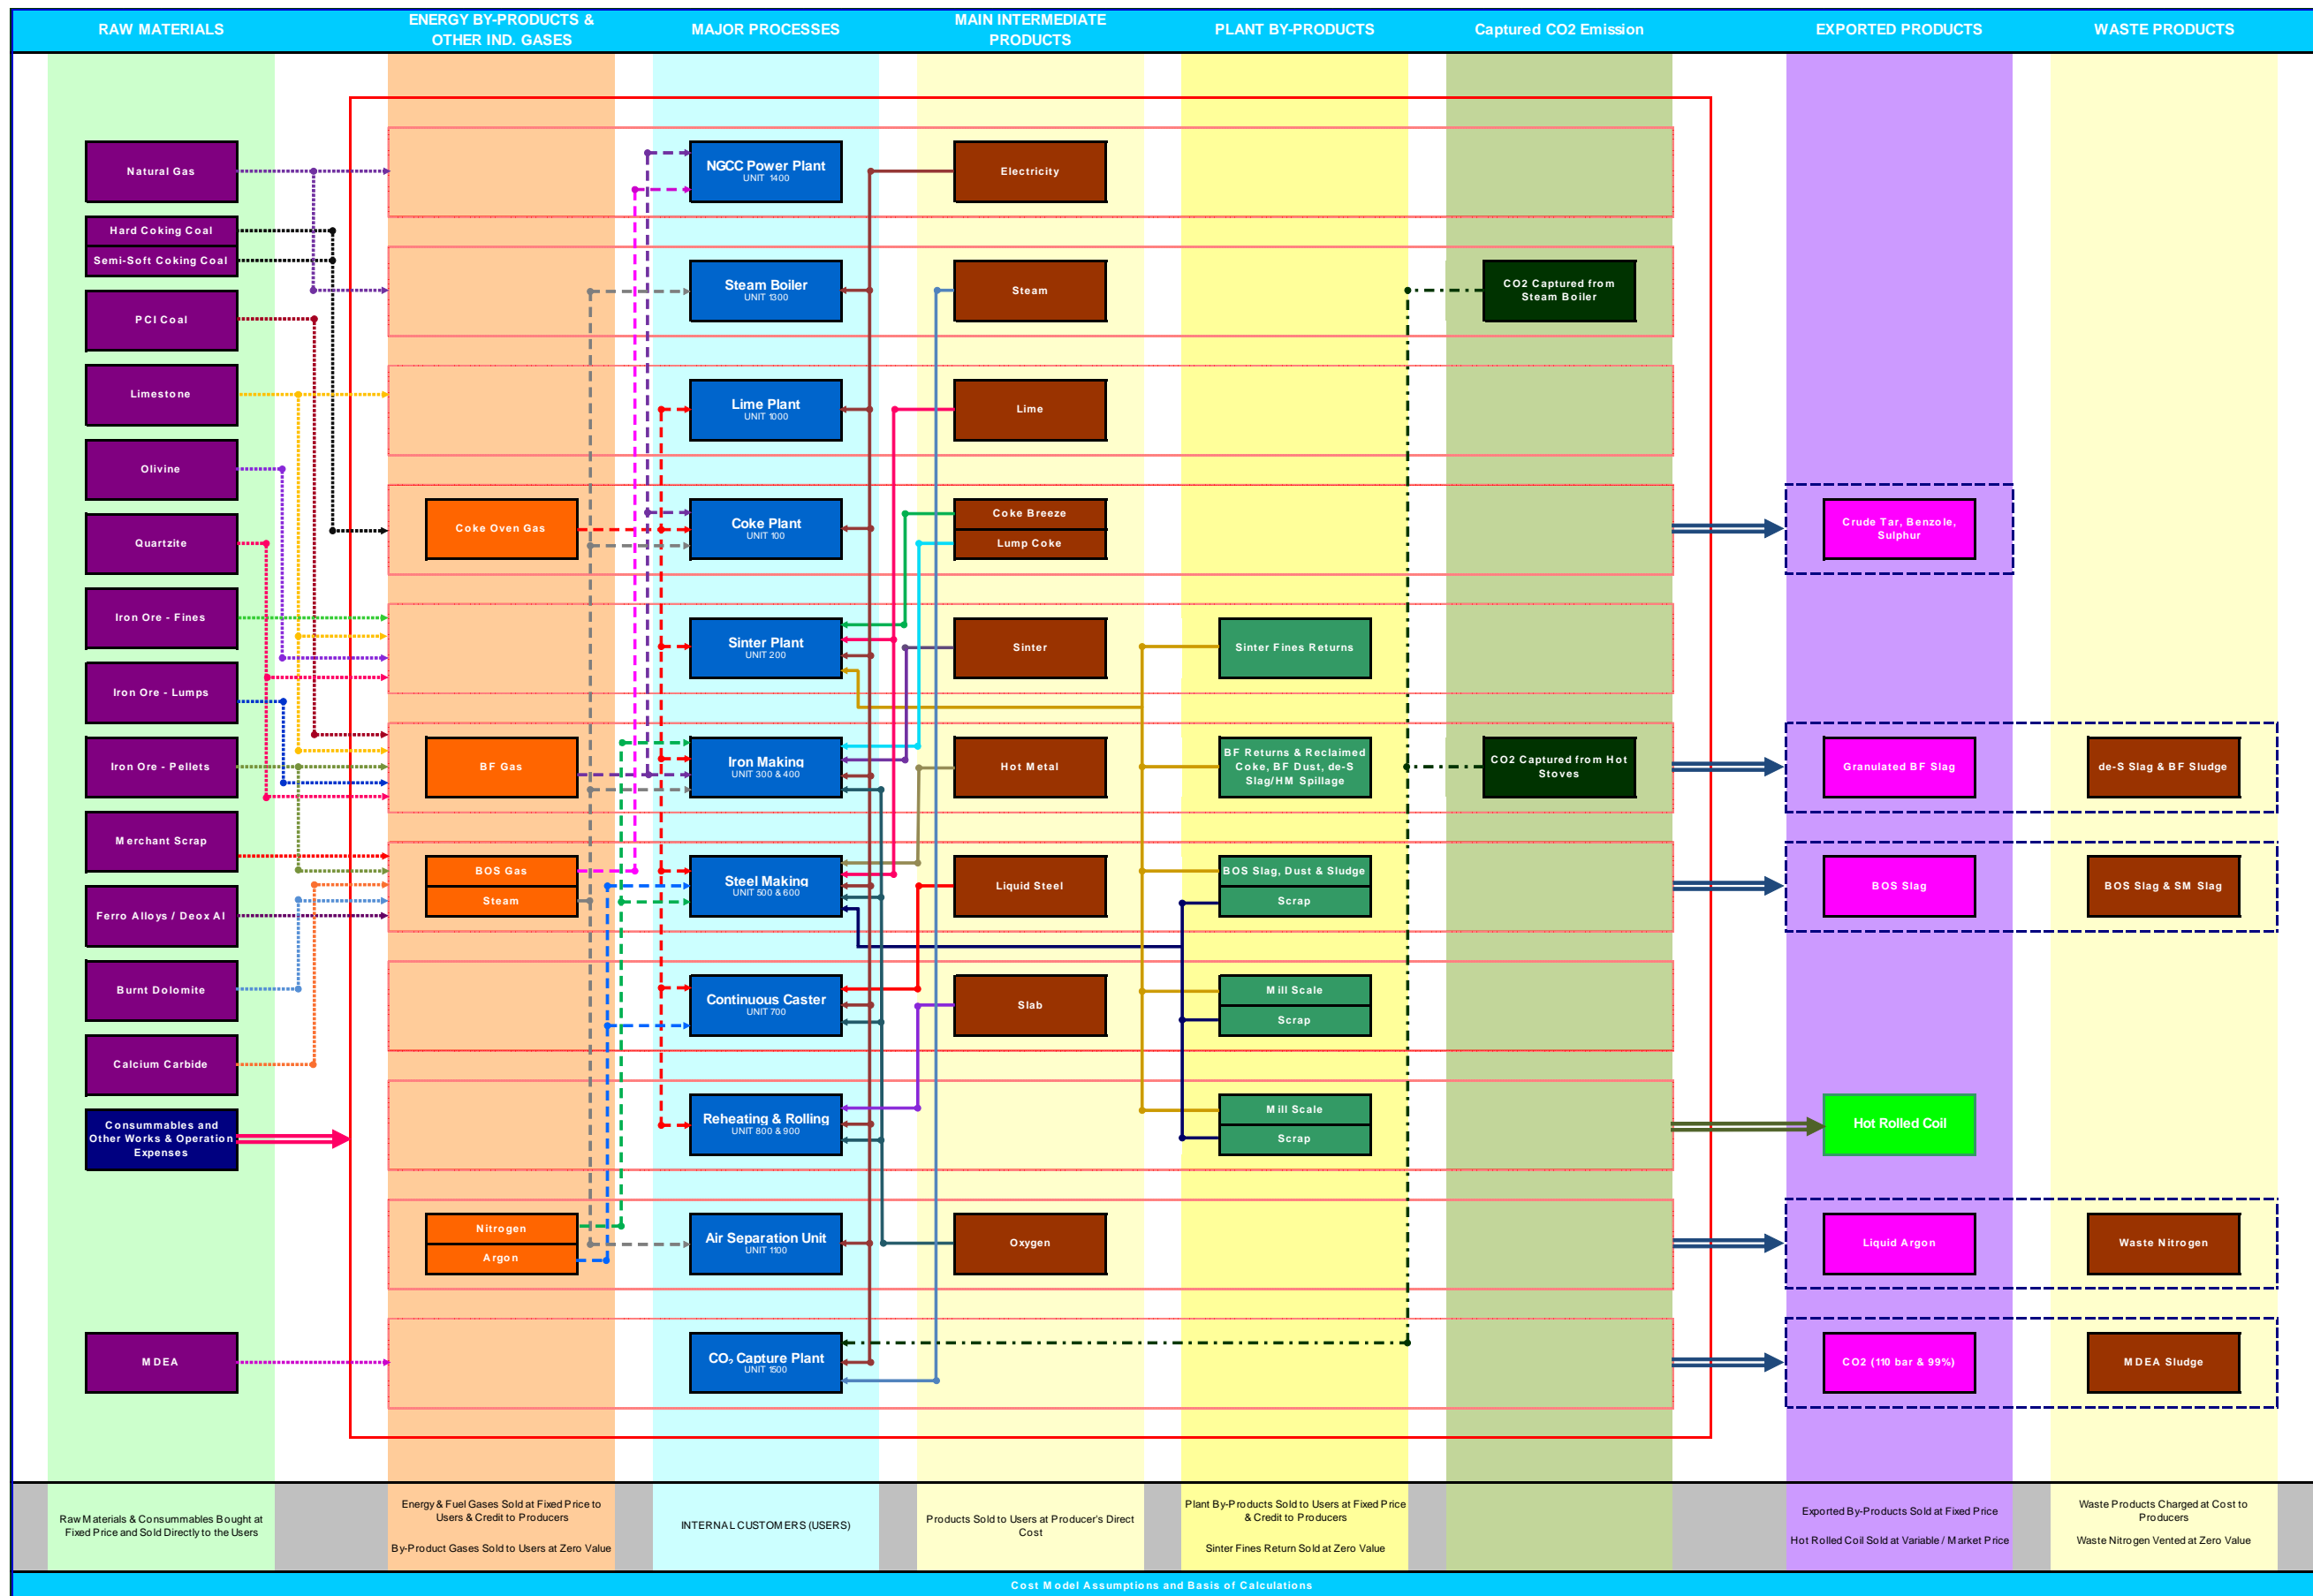 RAW MATERIALS
ENERGY BY-PRODUCTS &
OTHER IND. GASES
MAJOR PROCESSES
MAIN INTERMEDIATE
PRODUCTS
PLANT BY-PRODUCTS
Captured CO2 Emission
EXPORTED PRODUCTS
WASTE PRODUCTS
Natural Gas
Hard Coking Coal
Semi-Soft Coking Coal
PCI Coal
Limestone
Olivine
Quartzite
Iron Ore - Fines
Iron Ore - Lumps
Iron Ore - Pellets
Merchant Scrap
Ferro Alloys / Deox Al
Burnt Dolomite
Calcium Carbide
Consummables and
Other Works & Operation
Expenses
MDEA
Coke Oven Gas
BF Gas
BOS Gas
Steam
Nitrogen
Argon
NGCC Power Plant
UNIT 1400
Steam Boiler
UNIT 1300
Lime Plant
UNIT 1000
Coke Plant
UNIT 100
Sinter Plant
UNIT 200
Iron Making
UNIT 300 & 400
Steel Making
UNIT 500 & 600
Continuous Caster
UNIT 700
Reheating & Rolling
UNIT 800 & 900
Air Separation Unit
UNIT 1100
CO2 Capture Plant
UNIT 1500
Electricity
Steam
Lime
Coke Breeze
Lump Coke
Sinter
Hot Metal
Liquid Steel
Slab
Oxygen
Sinter Fines Returns
BF Returns & Reclaimed
Coke, BF Dust, de-S
Slag/HM Spillage
BOS Slag, Dust & Sludge
Scrap
Mill Scale
Scrap
Mill Scale
Scrap
CO2 Captured from
Steam Boiler
CO2 Captured from Hot
Stoves
Crude Tar, Benzole,
Sulphur
Granulated BF Slag
BOS Slag
Hot Rolled Coil
Liquid Argon
CO2 (110 bar & 99%)
de-S Slag & BF Sludge
BOS Slag & SM Slag
Waste Nitrogen
MDEA Sludge
Raw Materials & Consummables Bought at
Fixed Price and Sold Directly to the Users
Energy & Fuel Gases Sold at Fixed Price to
Users & Credit to Producers
By-Product Gases Sold to Users at Zero Value
INTERNAL CUSTOMERS (USERS)
Products Sold to Users at Producer's Direct
Cost
Plant By-Products Sold to Users at Fixed Price
& Credit to Producers
Sinter Fines Return Sold at Zero Value
Exported By-Products Sold at Fixed Price
Hot Rolled Coil Sold at Variable / Market Price
Waste Products Charged at Cost to
Producers
Waste Nitrogen Vented at Zero Value
Cost Model Assumptions and Basis of Calculations